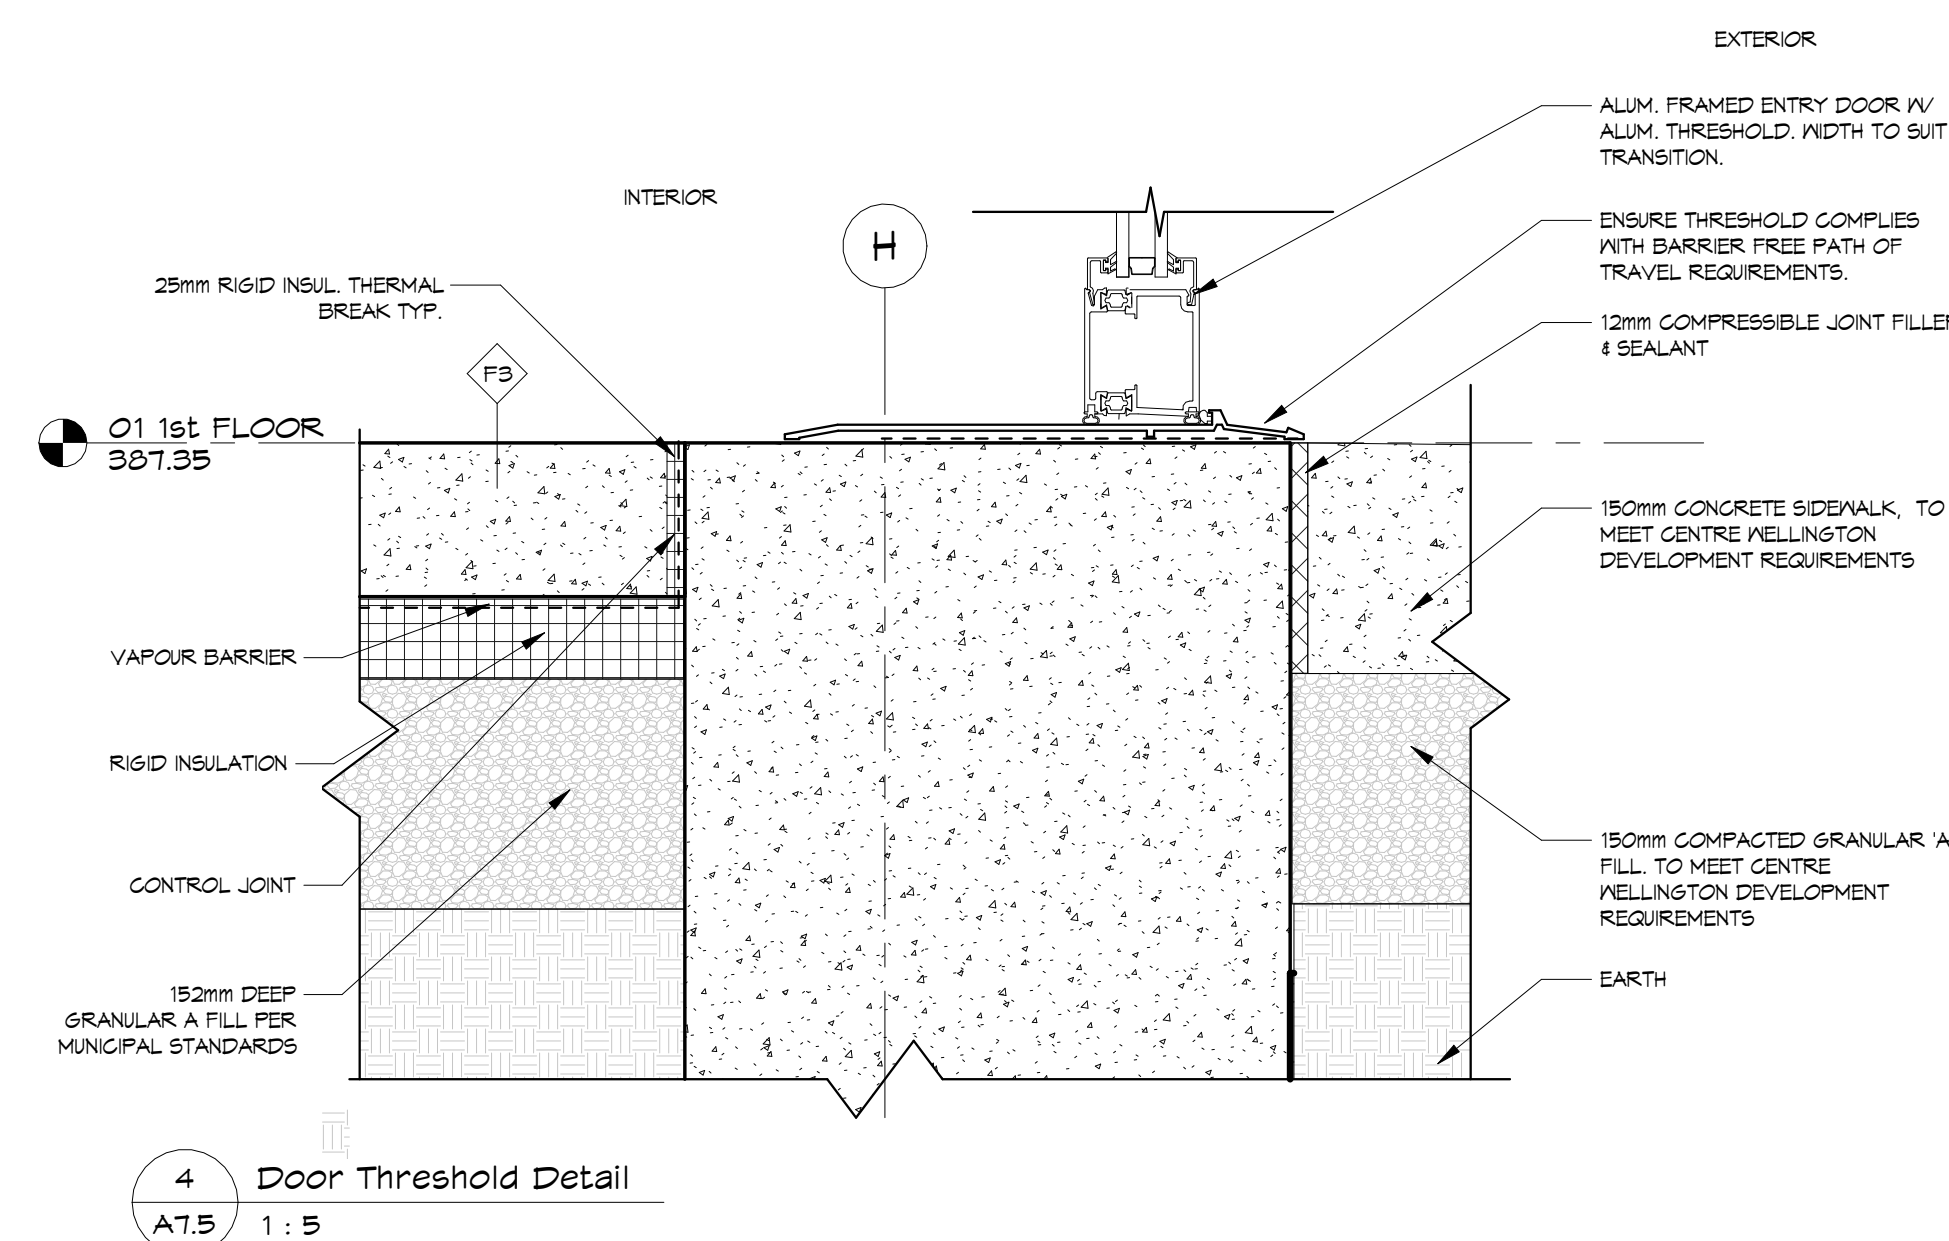 EXTERIOR
ALUM. FRAMED ENTRY DOOR W/
ALUM. THRESHOLD. WIDTH TO SUIT
TRANSITION.
INTERIOR
H
ENSURE THRESHOLD COMPLIES
WITH BARRIER FREE PATH OF
TRAVEL REQUIREMENTS.
25mm RIGID INSUL. THERMAL
BREAK TYP.
12mm COMPRESSIBLE JOINT FILLER
& SEALANT
F3
01 1st FLOOR
387.35
150mm CONCRETE SIDEWALK, TO
MEET CENTRE WELLINGTON
DEVELOPMENT REQUIREMENTS
VAPOUR BARRIER
RIGID INSULATION
CONTROL JOINT
150mm COMPACTED GRANULAR 'A
FILL. TO MEET CENTRE
WELLINGTON DEVELOPMENT
REQUIREMENTS
152mm DEEP
GRANULAR A FILL PER
MUNICIPAL STANDARDS
EARTH
4
Door Threshold Detail
A7.5
1 : 5